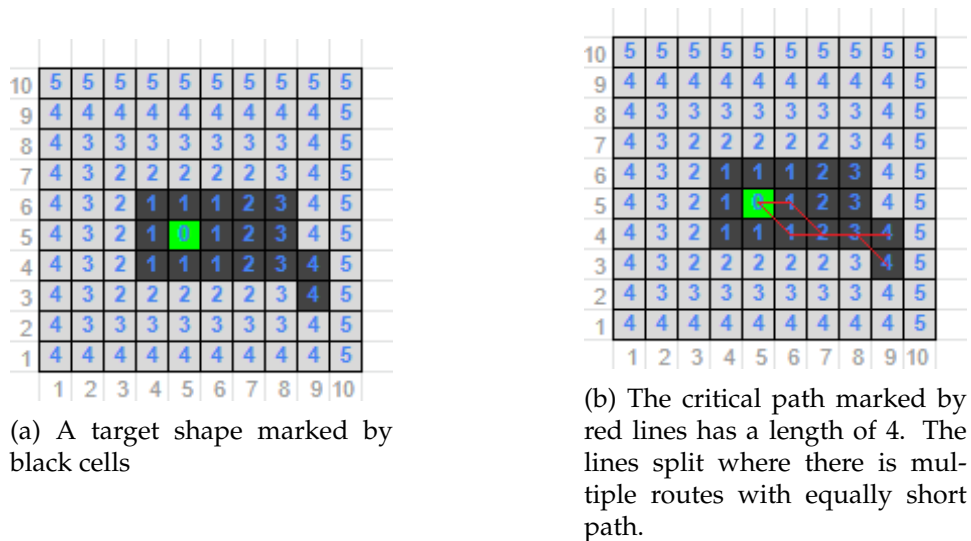 10 5 5 5 5 5 5 5 5 5 5
9 4 4 4 4 4 4 4 4 4 5
8 4 3 3 3 3 3 3 3 4 5
7 4 3 2 2 2 2 2 3 4 5
6 4 3 2 1 1 1 2 3 4 5
5 4 3 2 1 0 1 2 3 4 5
4 4 3 2 1 1 1 2 3 4 5
3 4 3 2 2 2 2 2 3 4 5
2 4 3 3 3 3 3 3 3 4 5
1 4 4 4 4 4 4 4 4 4 5
1 2 3 4 5 6 7 8 9 10
(a) A target shape marked by
black cells
10 5 5 5 5 5 5 5 5 5 5
9 4 4 4 4 4 4 4 4 4 5
8 4 3 3 3 3 3 3 3 4 5
7 4 3 2 2 2 2 2 3 4 5
6 4 3 2 1 1 1 2 3 4 5
5 4 3 2 1 0 1 2 3 4 5
4 4 3 2 1 1 1 2 3 4 5
3 4 3 2 2 2 2 2 3 4 5
2 4 3 3 3 3 3 3 3 4 5
1 4 4 4 4 4 4 4 4 4 5
1 2 3 4 5 6 7 8 9 10
(b) The critical path marked by
red lines has a length of 4. The
lines split where there is mul-
tiple routes with equally short
path.